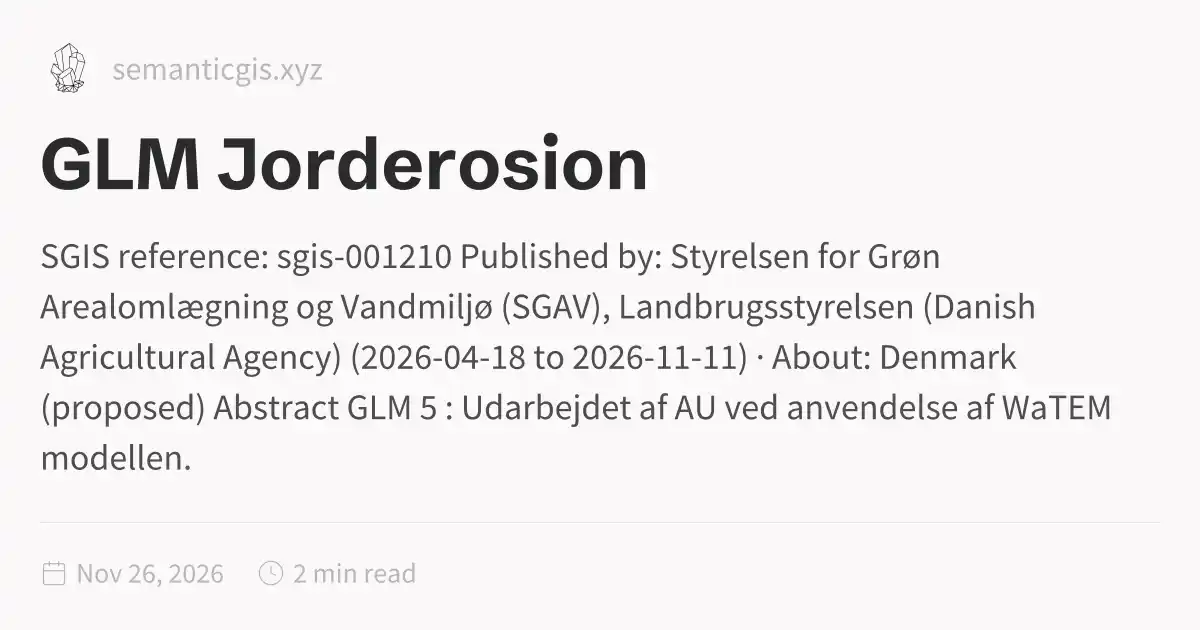 semanticgis.xyz
GLM Jorderosion
SGIS reference: sgis-001210 Published by: Styrelsen for Grøn
Arealomlægning og Vandmiljø (SGAV), Landbrugsstyrelsen (Danish
Agricultural Agency) (2026-04-18 to 2026-11-11) · About: Denmark
(proposed) Abstract GLM 5 : Udarbejdet af AU ved anvendelse af WaTEM
modellen.
Nov 26, 2026 2 min read